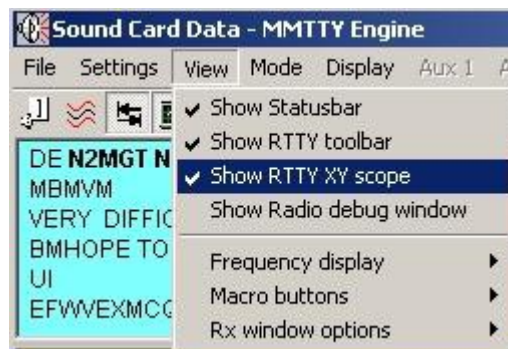 Sound Card Data - MMTTY Engine
File Settings View Mode Display Aux 1
DE N2MGT N
MBMVM
VERY DIFFIC
BMHOPE TO
UI
EFWVEXMCQ
Show Statusbar
Show RTTY toolbar
Show RTTY XY scope
Show Radio debug window
Frequency display
Macro buttons
Rx window options